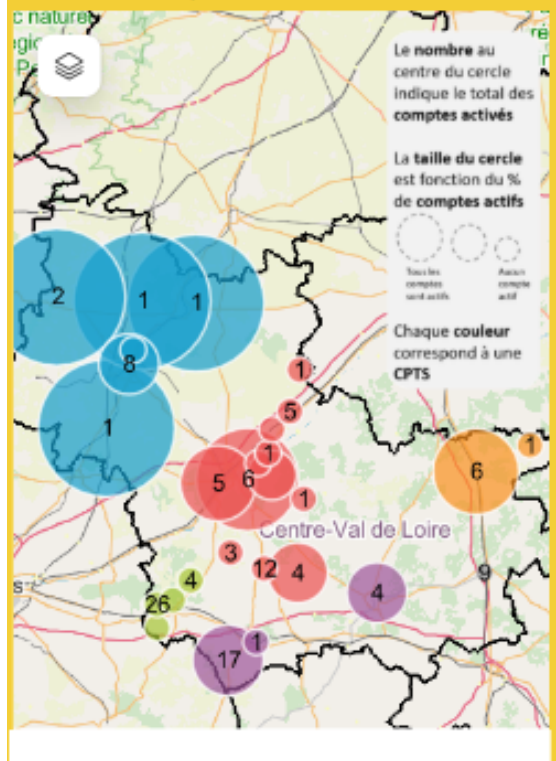 c nature
égio
Pe
Le nombre au
centre du cercle
indique le total des
comptes activés
La taille du cercle
est fonction du %
de comptes actifs
Tous les
comptes
sont actifs
Aucun
compte
actif
Chaque couleur
correspond à une
CPTS
2
1
1
8
1
1
5
1
5
6
1
6
1
Centre-Val de Loire
3
12
4
4
26
4
9
1
17
s